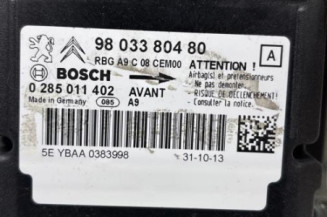 98 033 804 80
A
RBG A9 C 08 CEM00
ATTENTION !
BOSCH
Airbag(s) et prétensionneurs
Ne pas démonter.
0 285 011 402
AVANT
- RISQUE DE DECLENCHEMENT
Made in Germany
085
A9
- Consulter la notice.
5E YBAA 0383998
31-10-13